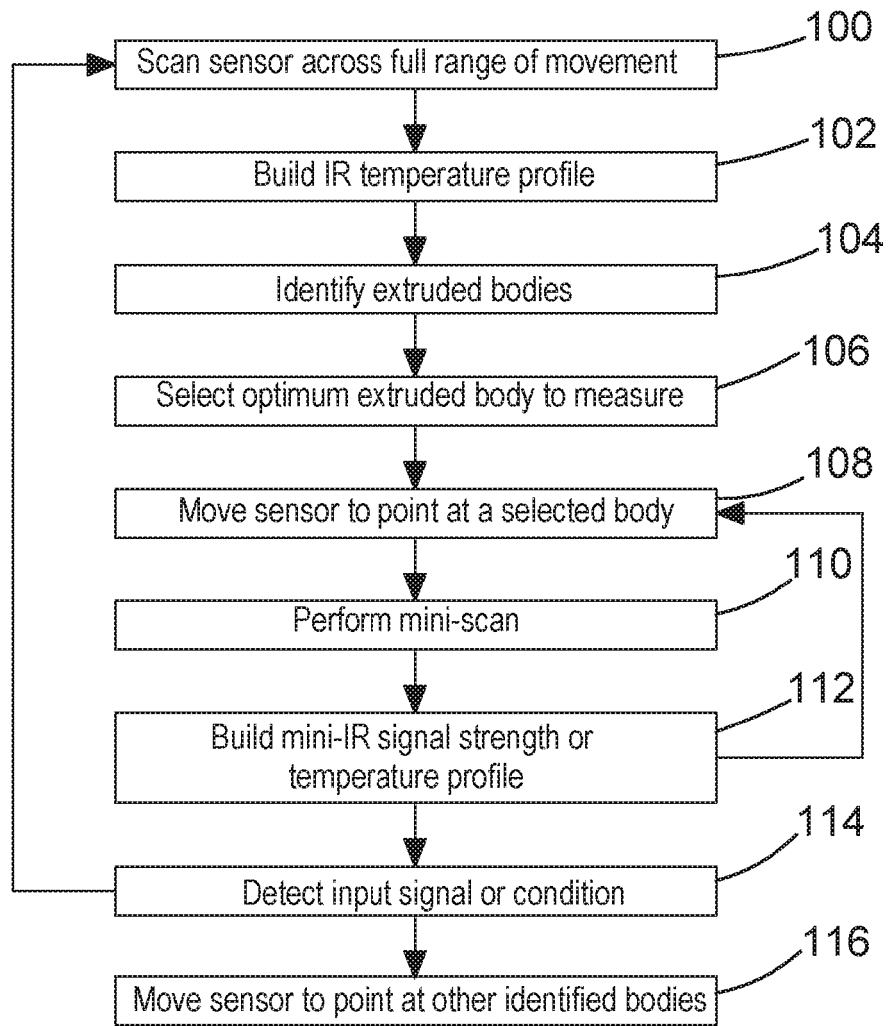 100
Scan sensor across full range of movement
102
Build IR temperature profile
104
Identify extruded bodies
106
Select optimum extruded body to measure
108
Move sensor to point at a selected body
110
Perform mini-scan
112
Build mini-IR signal strength or
temperature profile
114
Detect input signal or condition
116
Move sensor to point at other identified bodies